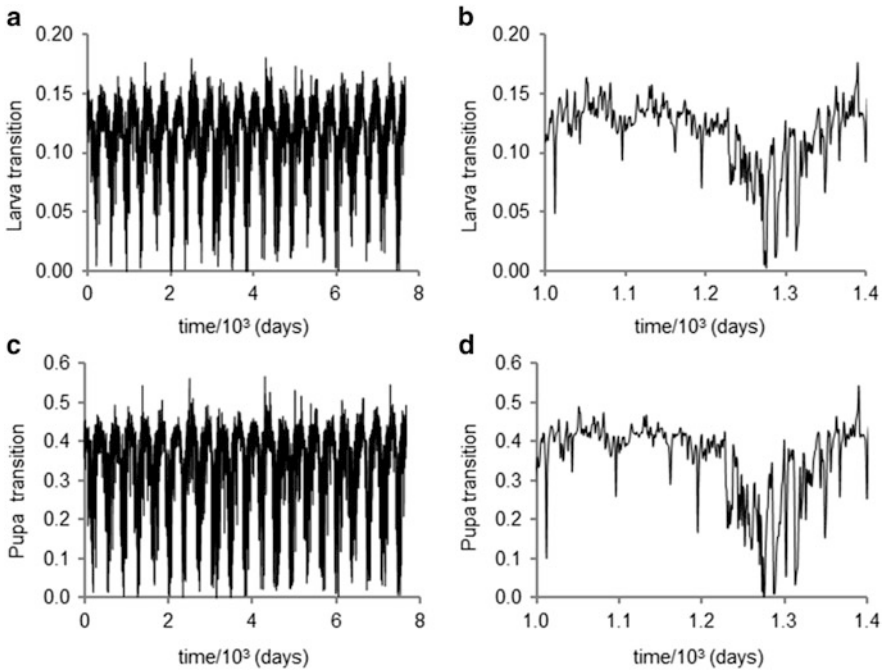 a
0.20
0.15
0.10
0.05
0.00
Larva transition
0 2 4 6 8
time/10³ (days)
b
0.20
0.15
0.10
0.05
0.00
Larva transition
1.0 1.1 1.2 1.3 1.4
time/10³ (days)
c
0.6
0.5
0.4
0.3
0.2
0.1
0
Pupa transition
0 2 4 6 8
time/10³ (days)
d
0.6
0.5
0.4
0.3
0.2
0.1
0.0
Pupa transition
1.0 1.1 1.2 1.3 1.4
time/10³ (days)